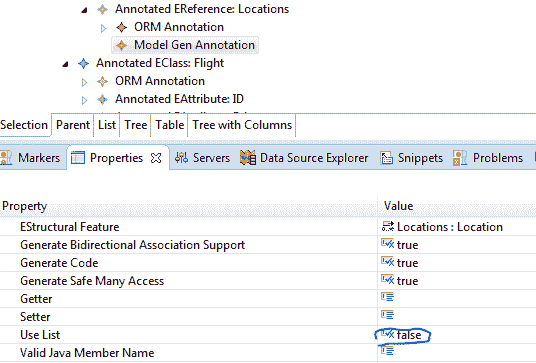 Annotated EReference: Locations
ORM Annotation
Model Gen Annotation
Annotated EClass: Flight
ORM Annotation
Annotated EAttribute: ID
Selection Parent List Tree Table Tree with Columns
Markers Properties Servers Data Source Explorer Snippets Problems
Property Value
EStructural Feature Locations : Location
Generate Bidirectional Association Support true
Generate Code true
Generate Safe Many Access true
Getter
Setter
Use List false
Valid Java Member Name